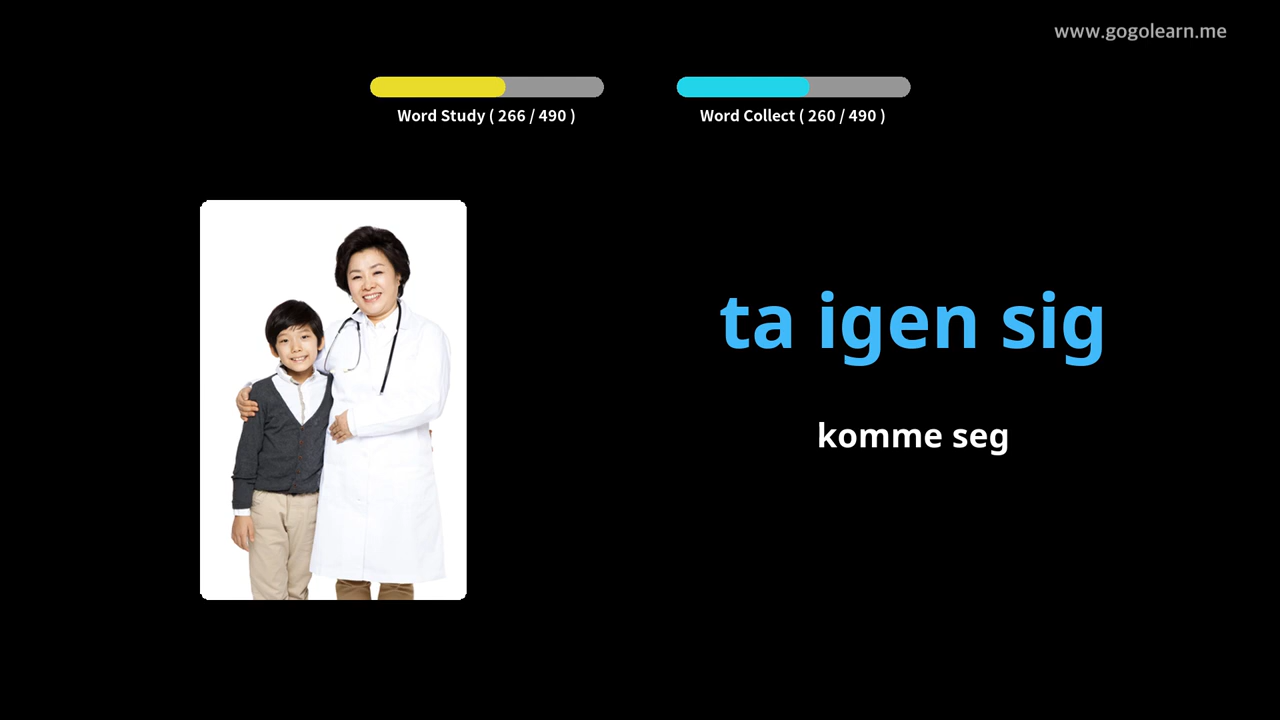 www.gogolearn.me
Word Study ( 266 / 490 )
Word Collect ( 260 / 490 )
ta igen sig
komme seg